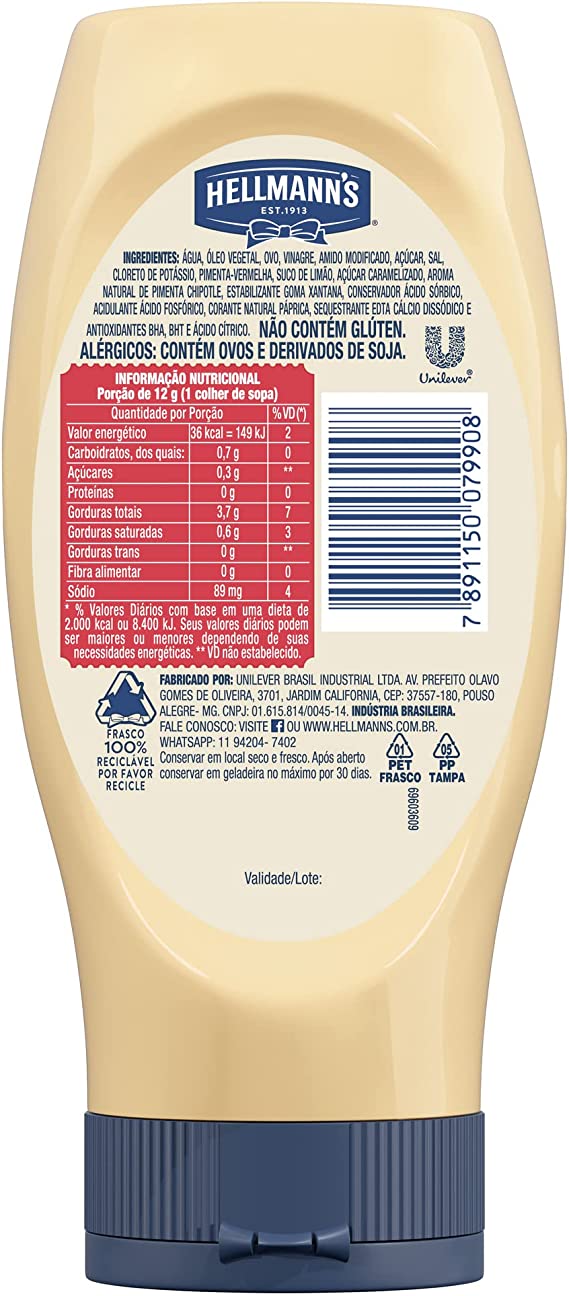 HELLMANN'S
EST.1913
®
INGREDIENTES: ÁGUA, ÓLEO VEGETAL, OVO, VINAGRE, AMIDO MODIFICADO, AÇÚCAR, SAL,
CLORETO DE POTÁSSIO, PIMENTA-VERMELHA, SUCO DE LIMÃO, AÇÚCAR CARAMELIZADO, AROMA
NATURAL DE PIMENTA CHIPOTLE, ESTABILIZANTE GOMA XANTANA, CONSERVADOR ÁCIDO SÓRBICO,
ACIDULANTE ÁCIDO FOSFÓRICO, CORANTE NATURAL PÁPRICA, SEQUESTRANTE EDTA CÁLCIO DISSÓDICO E
ANTIOXIDANTES BHA, BHT E ÁCIDO CÍTRICO. NÃO CONTÉM GLÚTEN.
ALÉRGICOS: CONTÉM OVOS E DERIVADOS DE SOJA.
Unilever®
INFORMAÇÃO NUTRICIONAL
Porção de 12 g (1 colher de sopa)
Quantidade por Porção %VD(*)
Valor energético 36 kcal = 149 kJ 2
Carboidratos, dos quais: 0,7 g 0
Açúcares 0,3 g **
Proteínas 0 g 0
Gorduras totais 3,7 g 7
Gorduras saturadas 0,6 g 3
Gorduras trans 0 g **
Fibra alimentar 0 g 0
Sódio 89 mg 4
* % Valores Diários com base em uma dieta de
2.000 kcal ou 8.400 kJ. Seus valores diários podem
ser maiores ou menores dependendo de suas
necessidades energéticas. ** VD não estabelecido.
7 891150 079908
FABRICADO POR: UNILEVER BRASIL INDUSTRIAL LTDA. AV. PREFEITO OLAVO
GOMES DE OLIVEIRA, 3701, JARDIM CALIFORNIA, CEP: 37557-180, POUSO
ALEGRE- MG. CNPJ: 01.615.814/0045-14. INDÚSTRIA BRASILEIRA.
FALE CONOSCO: VISITE f OU WWW.HELLMANNS.COM.BR.
WHATSAPP: 11 94204- 7402
Conservar em local seco e fresco. Após aberto
conservar em geladeira no máximo por 30 dias.
FRASCO
100%
RECICLÁVEL
POR FAVOR
RECICLE
01
PET
FRASCO
05
PP
TAMPA
69603609
Validade/Lote: